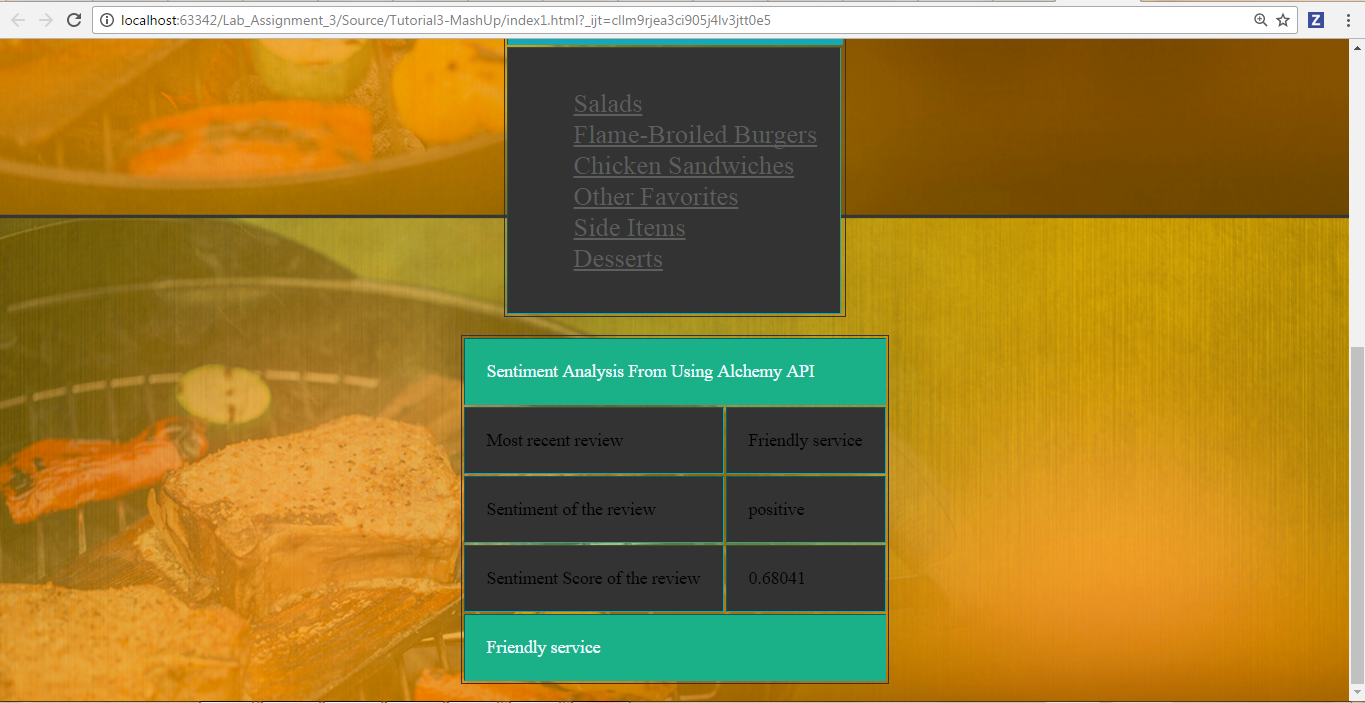 localhost:63342/Lab_Assignment_3/Source/Tutorial3-MashUp/index1.html?_ijt=cllm9rjea3ci905j4lv3jtt0e5
Z
Salads
Flame-Broiled Burgers
Chicken Sandwiches
Other Favorites
Side Items
Desserts
Sentiment Analysis From Using Alchemy API
Most recent review Friendly service
Sentiment of the review positive
Sentiment Score of the review 0.68041
Friendly service